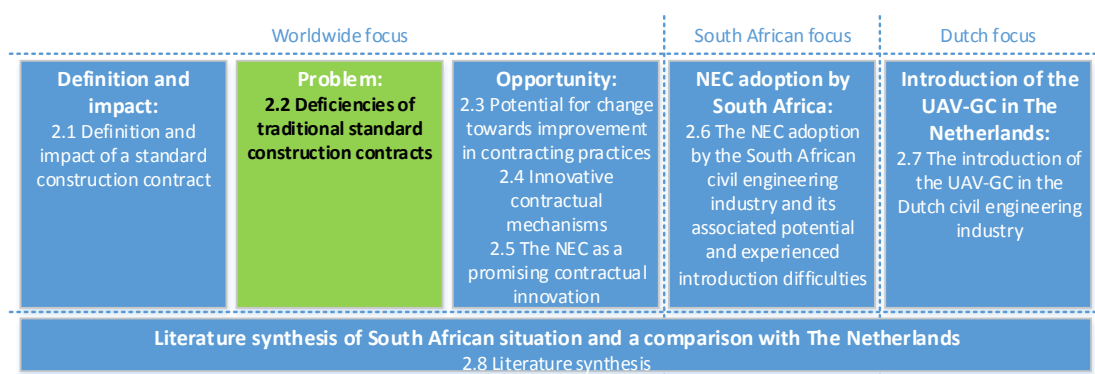 Worldwide focus
South African focus
Dutch focus
Definition and
impact:
2.1 Definition and
impact of a standard
construction contract
Problem:
2.2 Deficiencies of
traditional standard
construction contracts
Opportunity:
2.3 Potential for change
towards improvement
in contracting practices
2.4 Innovative
contractual
mechanisms
2.5 The NEC as a
promising contractual
innovation
NEC adoption by
South Africa:
2.6 The NEC adoption
by the South African
civil engineering
industry and its
associated potential
and experienced
introduction difficulties
Introduction of the
UAV-GC in The
Netherlands:
2.7 The introduction of
the UAV-GC in the
Dutch civil engineering
industry
Literature synthesis of South African situation and a comparison with The Netherlands
2.8 Literature synthesis